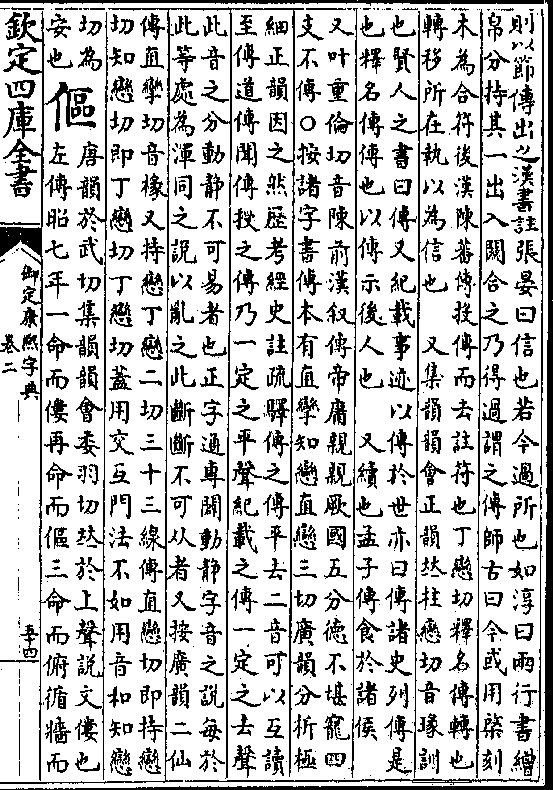 則以節傳出之漢書註張晏曰信也若今過所也如淳曰兩行書繒
帛分持其一出入關合之乃得過謂之傳師古曰今或用棨刻
木為合符後漢陳蕃傳投傳而去註符也丁戀切釋名傳轉也
轉移所在執以為信也 又集韻韻會正韻𠀤柱戀切音瑑訓
也賢人之書曰傳又紀載事迹以傳於世亦曰傳諸史列傳是
也釋名傳傳也以傳示後人也 又續也孟子傳食於諸侯
又叶重倫切音陳前漢叙傳帝庸親親厥國五分德不堪寵四
支不傳○按諸字書傳本有直攣知戀直戀三切廣韻分析極
細正韻因之然歷考經史註疏驛傳之傳平去二音可以互讀
至傳道傳聞傳授之傳乃一定之平聲紀載之傳一定之去聲
此音之分動靜不可易者也正字通專闢動靜字音之說每於
此等處為渾同之說以亂之此斷斷不可从者又按廣韻二仙
傳直攣切音椽又持戀丁戀二切三十三線傳直戀切即持戀
切知戀切即丁戀切丁戀切蓋用交互門法不如用音和知戀
切為
安也 傴 唐韻於武切集韻韻會委羽切𠀤於上聲說文僂也
左傳昭七年一命而僂再命而傴三命而俯循牆而
欽定四庫全書
御定康熙字典
卷二
五十四